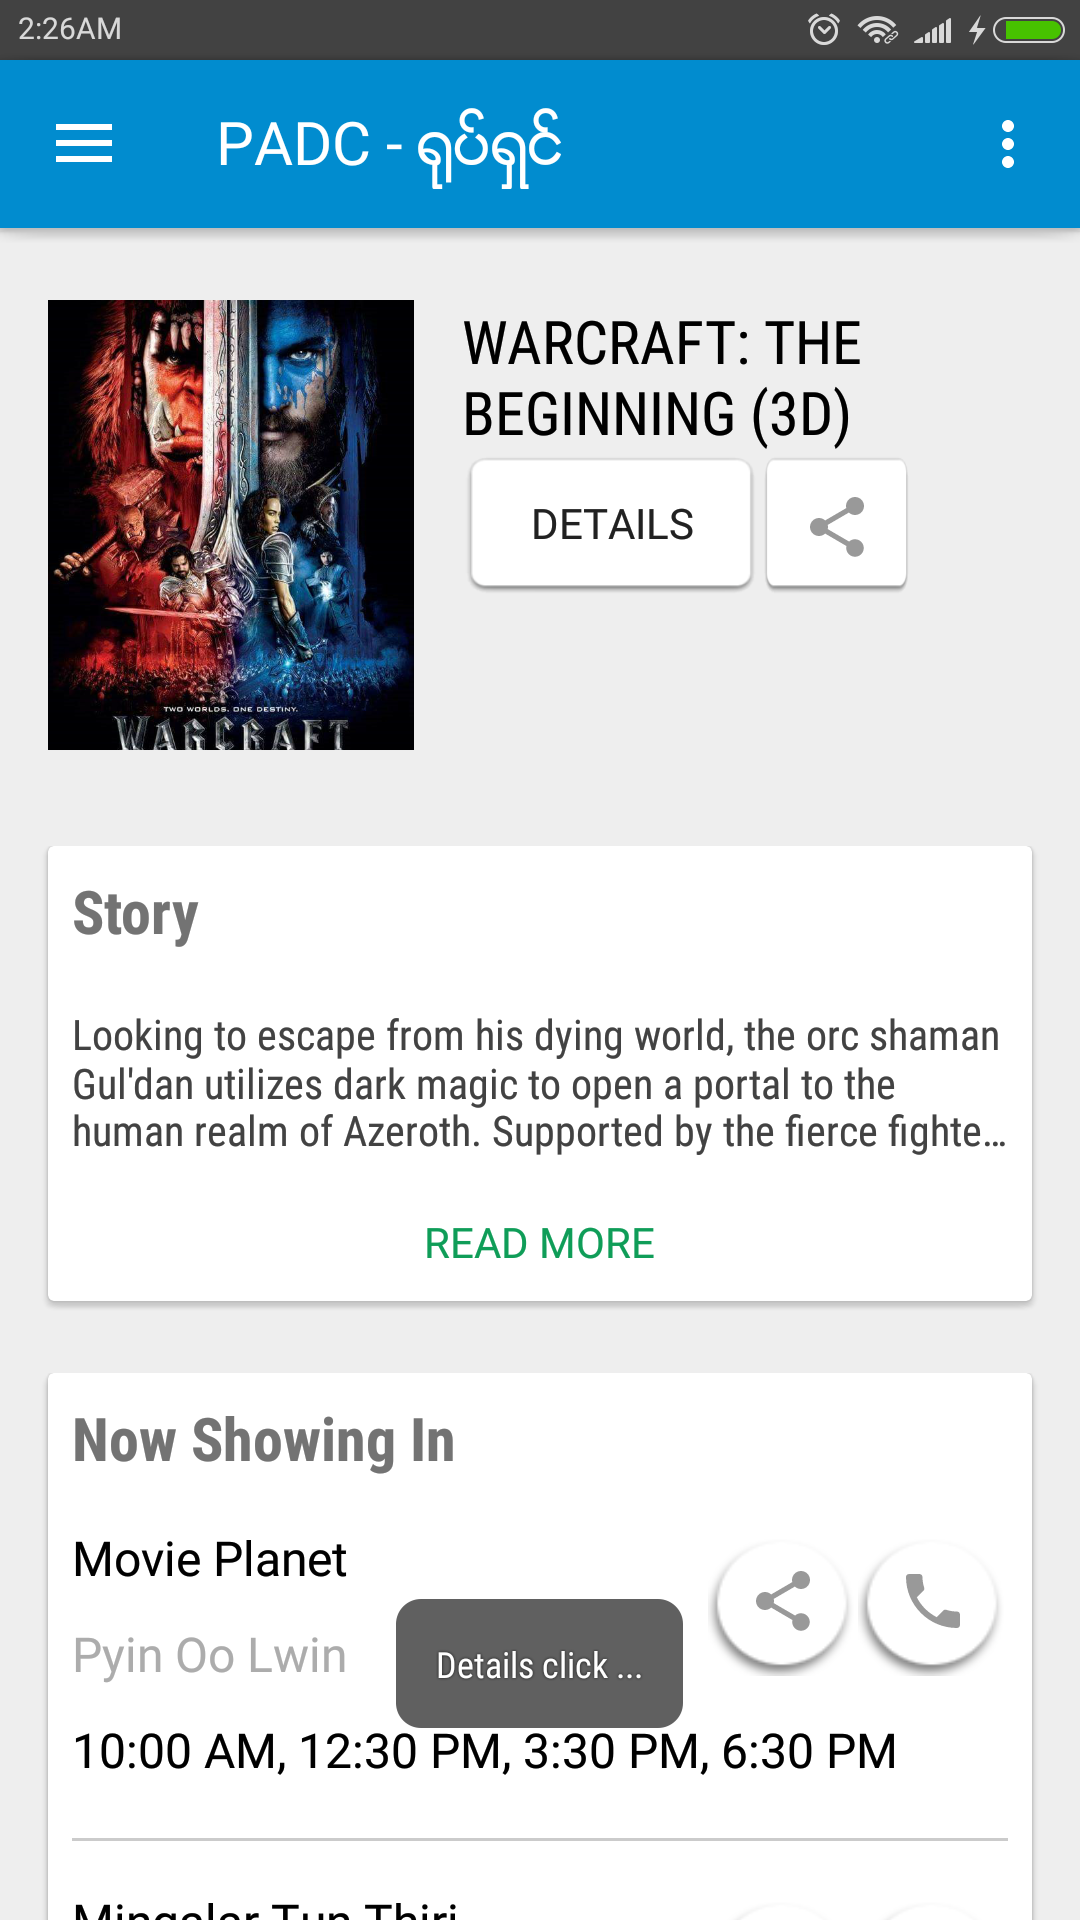 2:26AM
PADC - ရုပ်ရှင်
WARCRAFT: THE
BEGINNING (3D)
DETAILS
TWO WORLDS. ONE DESTINY.
WARCRAFT
Story
Looking to escape from his dying world, the orc shaman
Gul'dan utilizes dark magic to open a portal to the
human realm of Azeroth. Supported by the fierce fighte...
READ MORE
Now Showing In
Movie Planet
Pyin Oo Lwin
Details click ...
10:00 AM, 12:30 PM, 3:30 PM, 6:30 PM
Mingalar Tun Thiri